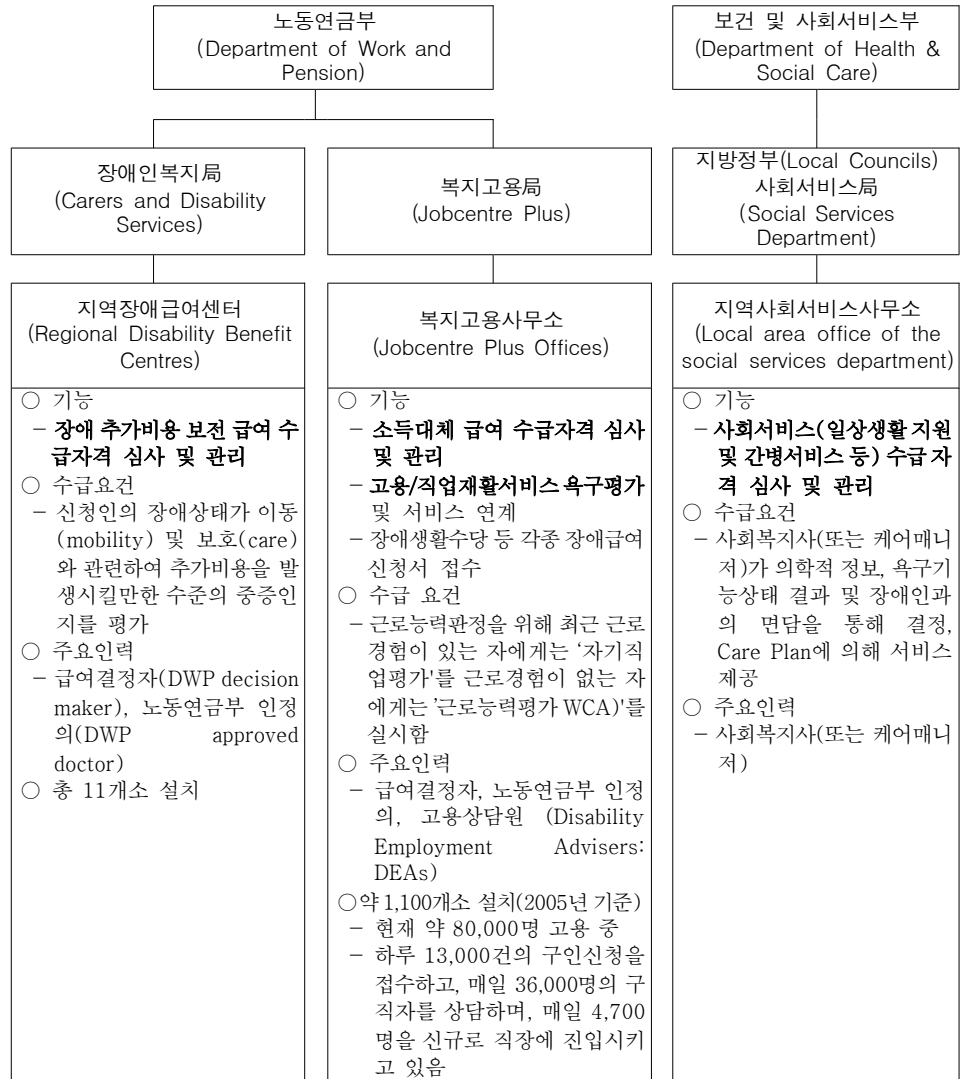 노동연금부
(Department of Work and
Pension)
보건 및 사회서비스부
(Department of Health &
Social Care)
장애인복지局
(Carers and Disability
Services)
복지고용局
(Jobcentre Plus)
지방정부(Local Councils)
사회서비스局
(Social Services
Department)
지역장애급여센터
(Regional Disability Benefit
Centres)
○ 기능
- 장애 추가비용 보전 급여 수
급자격 심사 및 관리
○ 수급요건
- 신청인의 장애상태가 이동
(mobility) 및 보호(care)
와 관련하여 추가비용을 발
생시킬만한 수준의 중증인
지를 평가
○ 주요인력
- 급여결정자(DWP decision
maker), 노동연금부 인정
의(DWP approved
doctor)
○ 총 11개소 설치
복지고용사무소
(Jobcentre Plus Offices)
○ 기능
- 소득대체 급여 수급자격 심사
및 관리
- 고용/직업재활서비스 욕구평가
및 서비스 연계
- 장애생활수당 등 각종 장애급여
신청서 접수
○ 수급 요건
- 근로능력판정을 위해 최근 근로
경험이 있는 자에게는 ‘자기직
업평가'를 근로경험이 없는 자
에게는 ’근로능력평가 WCA)'를
실시함
○ 주요인력
- 급여결정자, 노동연금부 인정
의, 고용상담원 (Disability
Employment Advisers:
DEAs)
○약 1,100개소 설치(2005년 기준)
- 현재 약 80,000명 고용 중
- 하루 13,000건의 구인신청을
접수하고, 매일 36,000명의 구
직자를 상담하며, 매일 4,700
명을 신규로 직장에 진입시키
고 있음
지역사회서비스사무소
(Local area office of the
social services department)
○ 기능
- 사회서비스(일상생활 지원
및 간병서비스 등) 수급 자
격 심사 및 관리
○ 수급요건
- 사회복지사(또는 케어매니
저)가 의학적 정보, 욕구기
능상태 결과 및 장애인과
의 면담을 통해 결정,
Care Plan에 의해 서비스
제공
○ 주요인력
- 사회복지사(또는 케어매니
저)